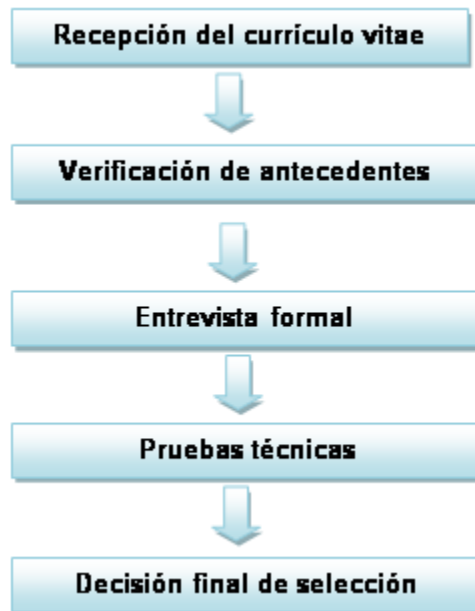 Recepción del currículo vitae
Verificación de antecedentes
Entrevista formal
Pruebas técnicas
Decisión final de selección